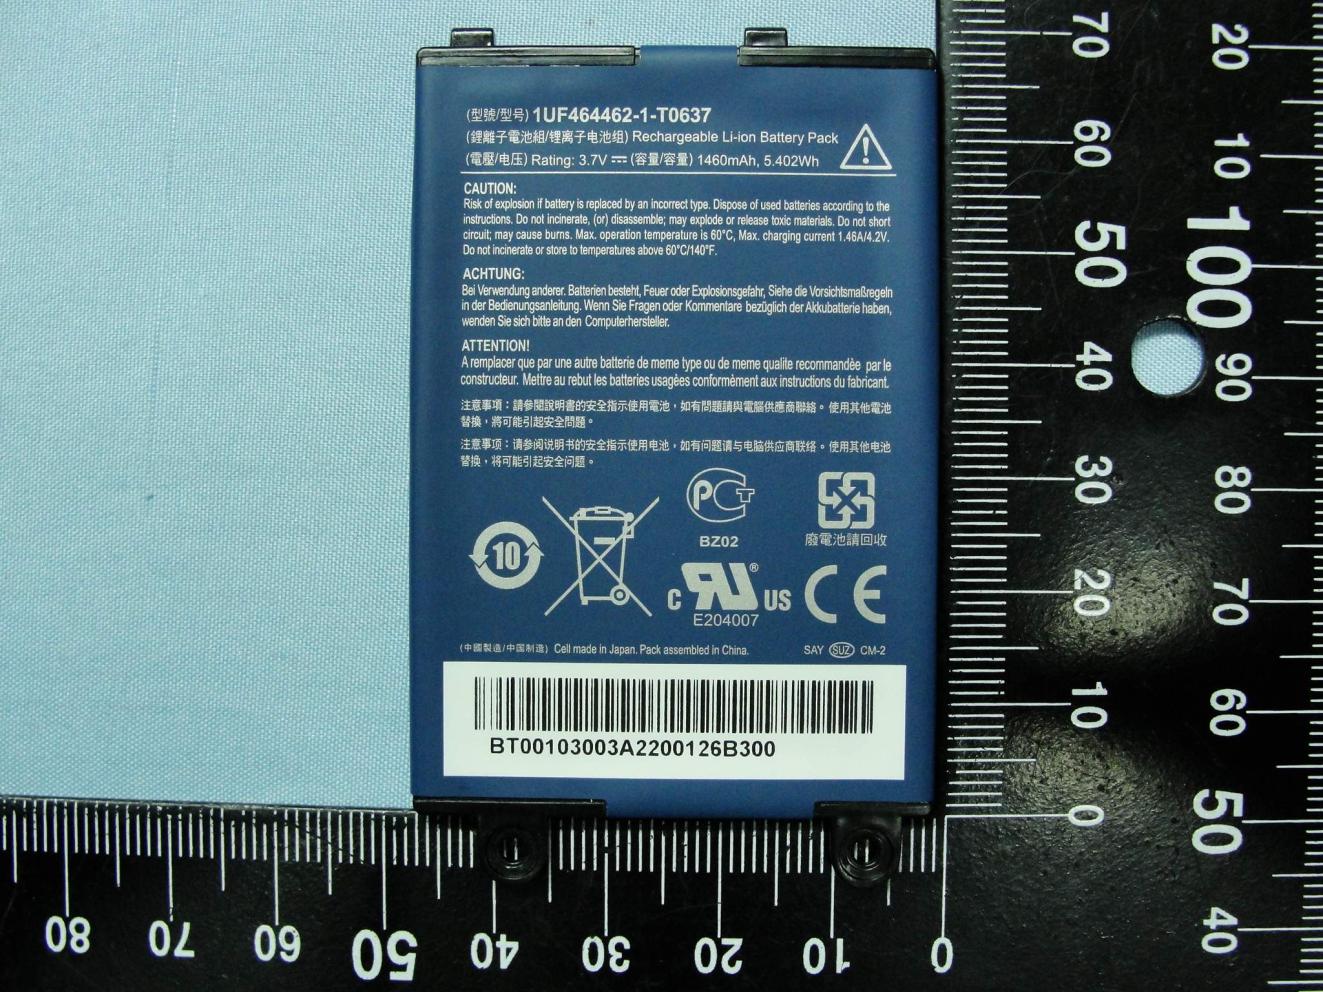 (型號/型号) 1UF464462-1-T0637
(鋰離子電池組/锂离子电池组) Rechargeable Li-ion Battery Pack
(電壓/电压) Rating: 3.7V ⎓ (容量/容量) 1460mAh, 5.402Wh
CAUTION:
Risk of explosion if battery is replaced by an incorrect type. Dispose of used batteries according to the
instructions. Do not incinerate, (or) disassemble; may explode or release toxic materials. Do not short
circuit; may cause burns. Max. operation temperature is 60°C, Max. charging current 1.46A/4.2V.
Do not incinerate or store to temperatures above 60°C/140°F.
ACHTUNG:
Bei Verwendung anderer. Batterien besteht, Feuer oder Explosionsgefahr, Siehe die Vorsichtsmaßregeln
in der Bedienungsanleitung. Wenn Sie Fragen oder Kommentare bezüglich der Akkubatterie haben,
wenden Sie sich bitte an den Computerhersteller.
ATTENTION!
A remplacer que par une autre batterie de meme type ou de meme qualite recommandèe par le
constructeur. Mettre au rebut les batteries usagées conformèment aux instructions du fabricant.
注意事項：請參閱說明書的安全指示使用電池，如有問題請與電腦供應商聯絡。使用其他電池
替換，將可能引起安全問題。
注意事项：请参阅说明书的安全指示使用电池，如有问题请与电脑供应商联络。使用其他电池
替换，将可能引起安全问题。
10
PCT
BZ02
廢電池請回收
C RU ® US
E204007
CE
(中國製造/中国制造) Cell made in Japan. Pack assembled in China.
SAY SUZ CM-2
BT00103003A2200126B300
70
60
50
40
30
20
10
0
20
10
100
90
80
70
60
50
40
80
70
60
50
40
30
20
10
0